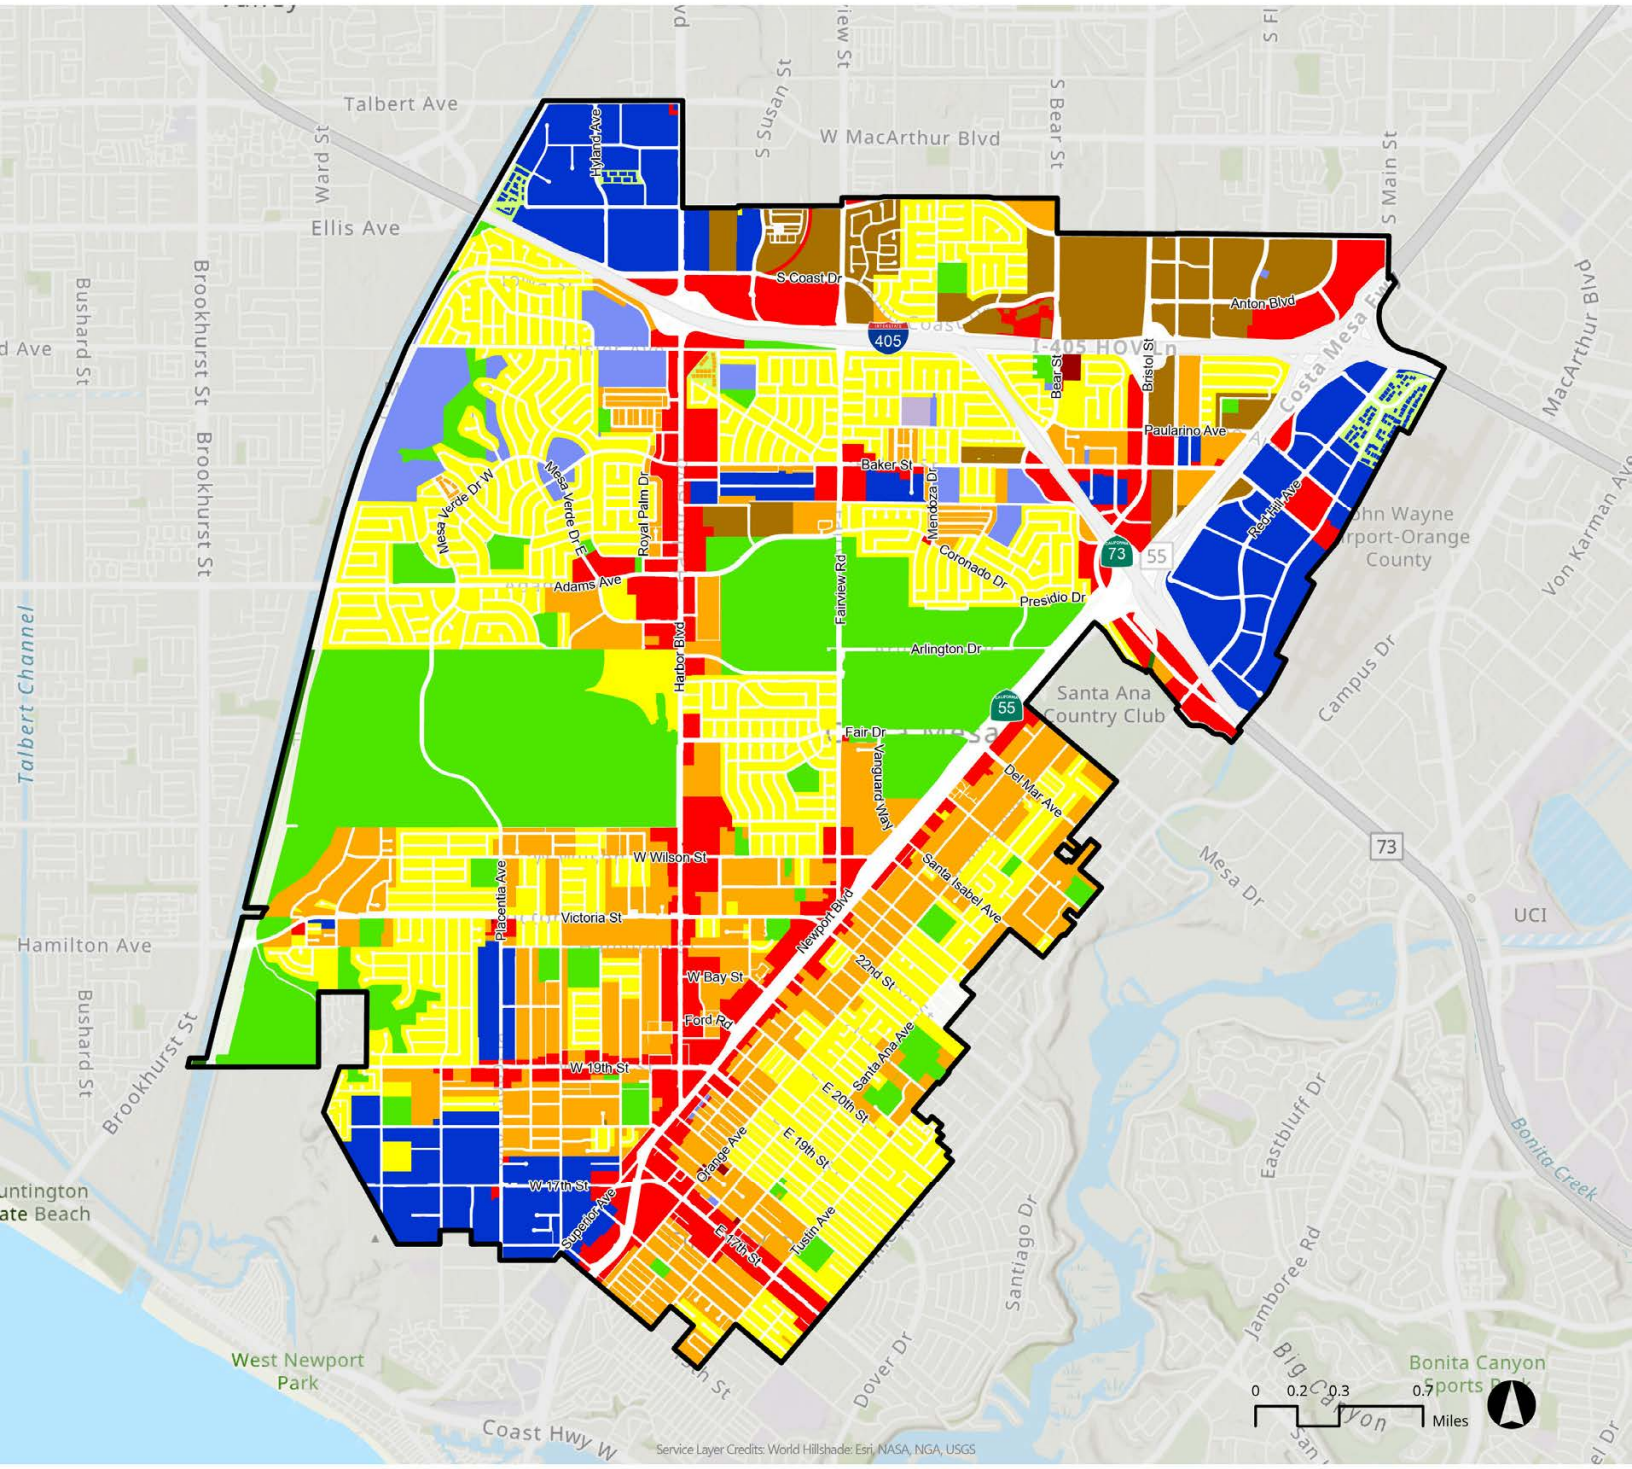 Valley
Talbert Ave
Ward St
Ellis Ave
Hyland Ave
S Susan St
W MacArthur Blvd
S Bear St
S Main St
S Coast Dr
Anton Blvd
405
I-405 HOV Ln
Costa Mesa Fwy
MacArthur Blvd
Bushard St
Brookhurst St
Brookhurst St
Bear St
Bristol St
Paularino Ave
Baker St
Mendoza Dr
Mesa Verde Dr W
Mesa Verde Dr E
Royal Palm Dr
Red Hill Ave
John Wayne
Airport-Orange
County
Von Karman Ave
73
55
Coronado Dr
Presidio Dr
Adams Ave
Fairview Rd
Arlington Dr
Harbor Blvd
Talbert Channel
55
Santa Ana
Country Club
Campus Dr
Fair Dr
Vanguard Way
Del Mar Ave
73
Mesa Dr
W Wilson St
Placentia Ave
Victoria St
Santa Isabel Ave
Newport Blvd
UCI
Hamilton Ave
W Bay St
22nd St
Ford Rd
Santa Ana Ave
Bushard St
Brookhurst St
W 19th St
E 20th St
E 19th St
Orange Ave
Eastbluff Dr
Bonita Creek
W 17th St
Superior Ave
E 17th St
Tustin Ave
Santiago Dr
Jamboree Rd
West Newport
Park
Dover Dr
Big Canyon
Bonita Canyon
Sports Park
Coast Hwy W
0 0.2 0.3 0.7
Miles
Service Layer Credits: World Hillshade: Esri, NASA, NGA, USGS